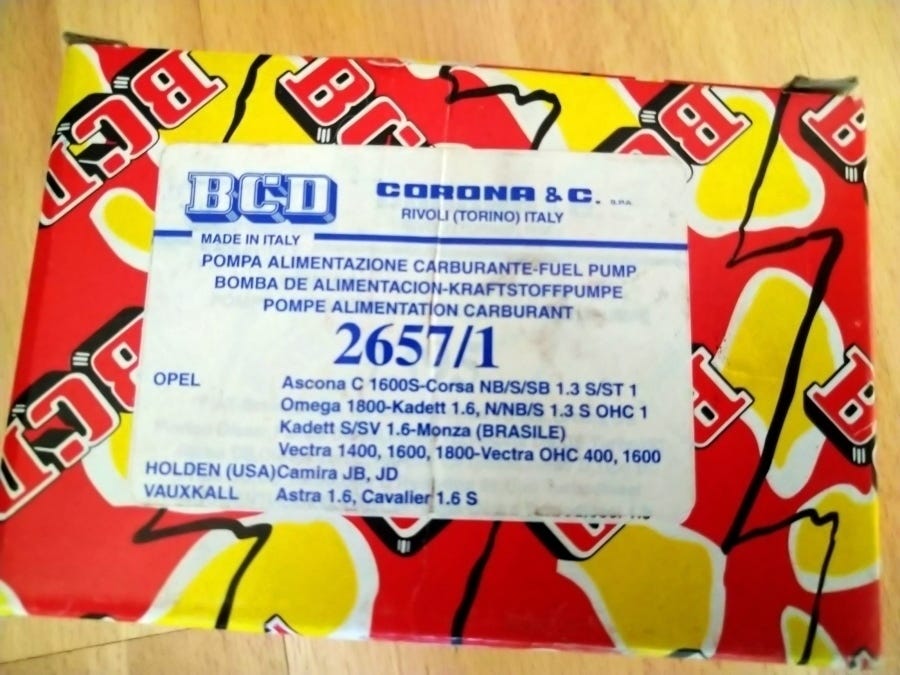 BCD
BCD
BCD
BCD CORONA & C. S.P.A.
RIVOLI (TORINO) ITALY
MADE IN ITALY
POMPA ALIMENTAZIONE CARBURANTE-FUEL PUMP
BOMBA DE ALIMENTACION-KRAFTSTOFFPUMPE
POMPE ALIMENTATION CARBURANT
2657/1
OPEL Ascona C 1600S-Corsa NB/S/SB 1.3 S/ST 1
Omega 1800-Kadett 1.6, N/NB/S 1.3 S OHC 1
Kadett S/SV 1.6-Monza (BRASILE)
Vectra 1400, 1600, 1800-Vectra OHC 400, 1600
HOLDEN (USA)Camira JB, JD
VAUXKALL Astra 1.6, Cavalier 1.6 S